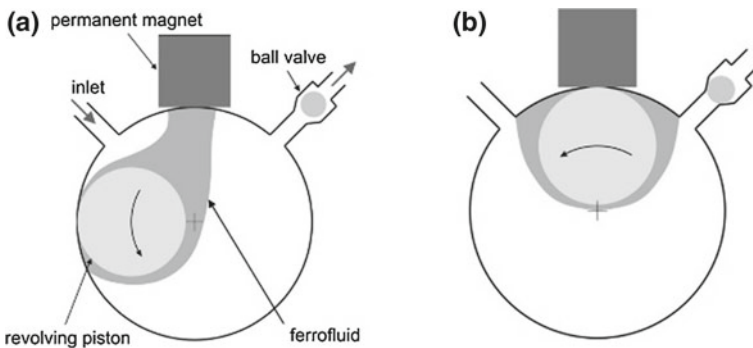 (a)
permanent magnet
ball valve
inlet
revolving piston
ferrofluid
(b)